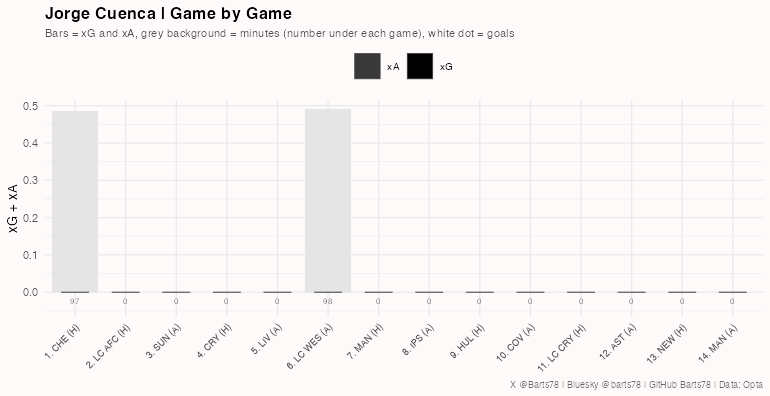 Jorge Cuenca | Game by Game
Bars = xG and xA, grey background = minutes (number under each game), white dot = goals
xA xG
xG + xA
0.5
0.4
0.3
0.2
0.1
0.0
97 0 0 0 0 98 0 0 0 0 0 0 0 0
1. CHE (H)
2. LC AFC (H)
3. SUN (A)
4. CRY (H)
5. LIV (A)
6. LC WES (A)
7. MAN (H)
8. IPS (A)
9. HUL (H)
10. COV (A)
11. LC CRY (H)
12. AST (A)
13. NEW (H)
14. MAN (A)
X @Barts78 | Bluesky @barts78 | GitHub Barts78 | Data: Opta